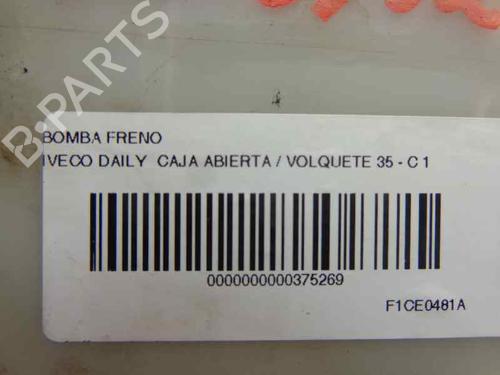 B-PARTS
BOMBA FRENO
IVECO DAILY CAJA ABIERTA / VOLQUETE 35 - C 1
0000000000375269
F1CE0481A